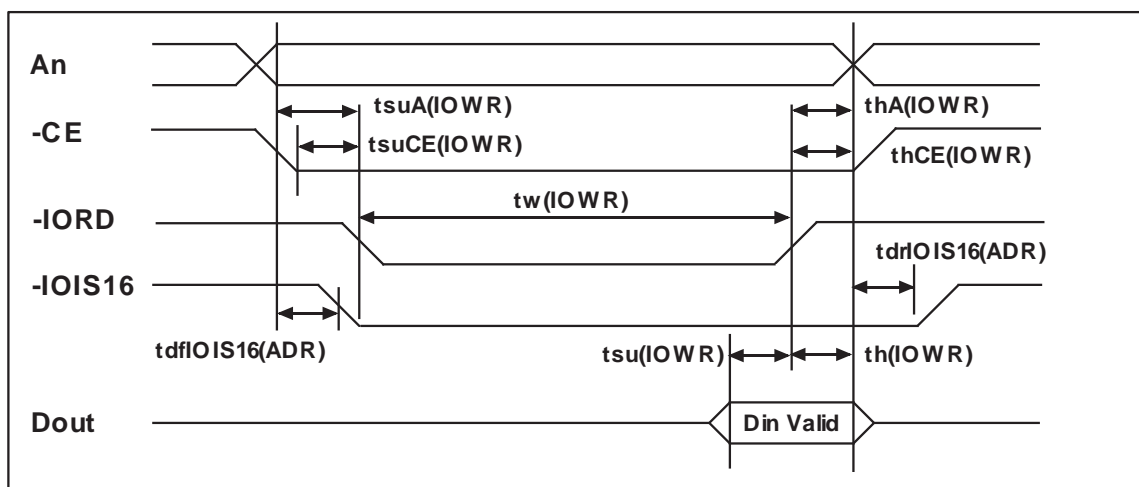 An
tsuA(IOWR)
thA(IOWR)
-CE
tsuCE(IOWR)
thCE(IOWR)
tw(IOWR)
-IORD
tdrIOIS16(ADR)
-IOIS16
tdfIOIS16(ADR)
tsu(IOWR)
th(IOWR)
Dout
Din Valid